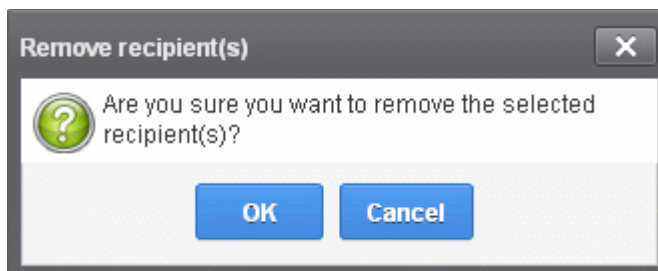 Remove recipient(s)
Are you sure you want to remove the selected
recipient(s)?
OK Cancel